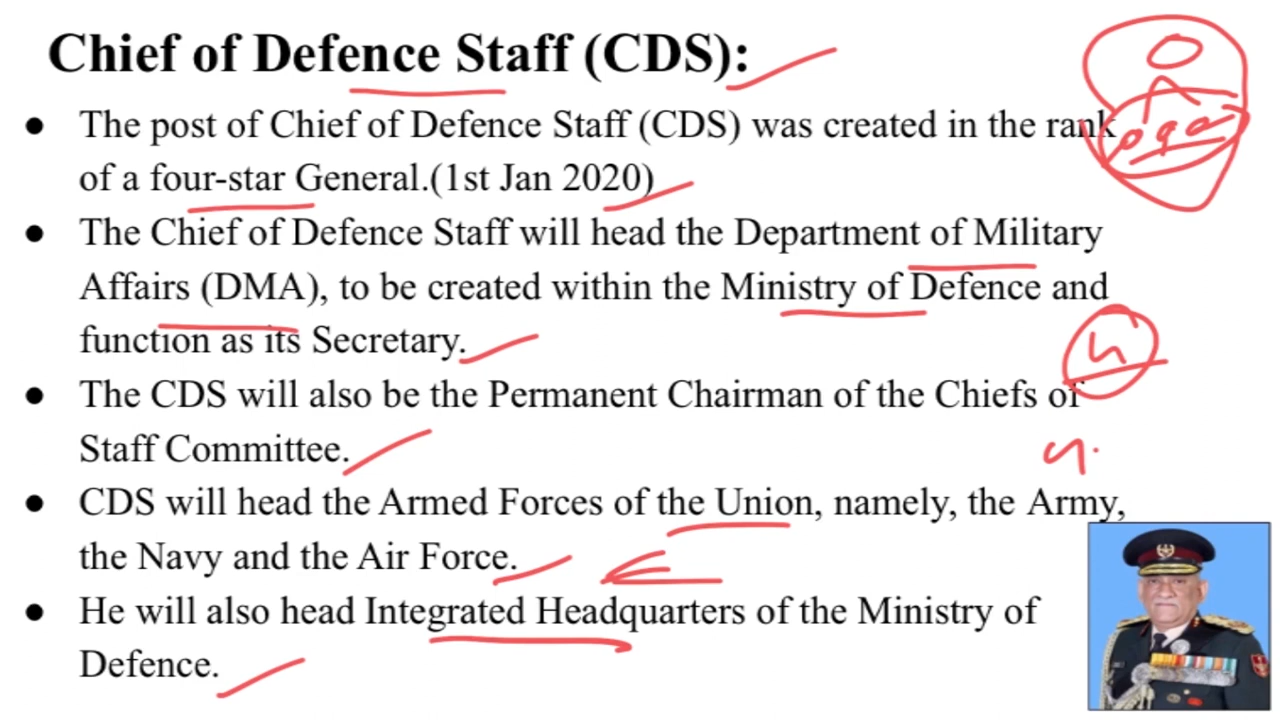 Chief of Defence Staff (CDS):
● The post of Chief of Defence Staff (CDS) was created in the rank
of a four-star General.(1st Jan 2020)
● The Chief of Defence Staff will head the Department of Military
Affairs (DMA), to be created within the Ministry of Defence and
function as its Secretary.
● The CDS will also be the Permanent Chairman of the Chiefs of
Staff Committee.
● CDS will head the Armed Forces of the Union, namely, the Army,
the Navy and the Air Force.
● He will also head Integrated Headquarters of the Ministry of
Defence.